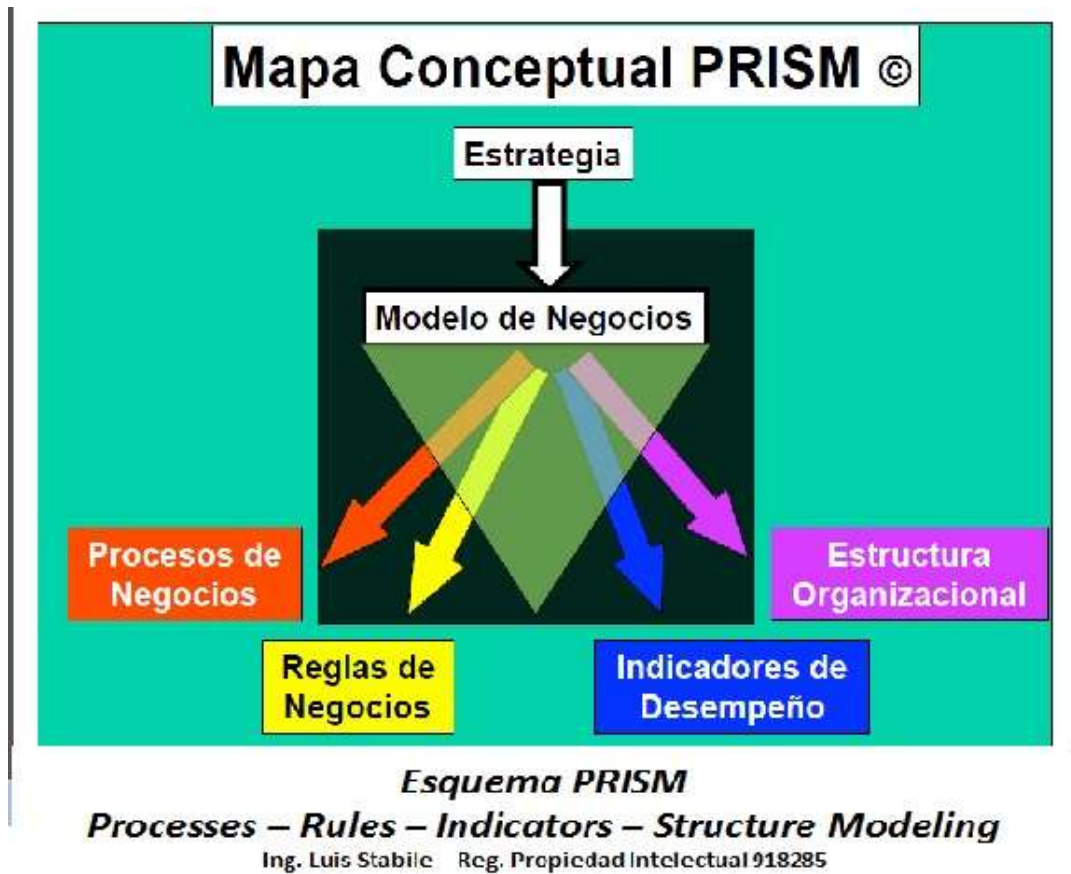 Mapa Conceptual PRISM ©
Estrategia
Modelo de Negocios
Procesos de
Negocios
Estructura
Organizacional
Reglas de
Negocios
Indicadores de
Desempeño
Esquema PRISM
Processes – Rules – Indicators – Structure Modeling
Ing. Luis Stabile Reg. Propiedad Intelectual 918285